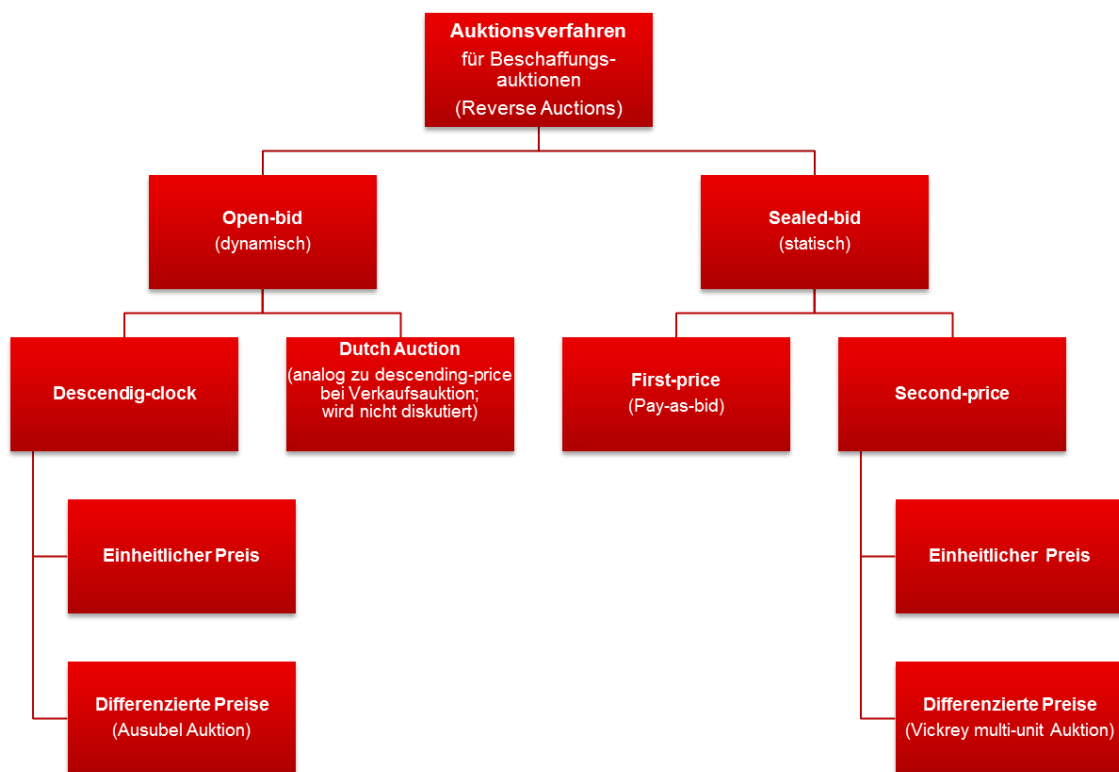 Auktionsverfahren
für Beschaffungs-
auktionen
(Reverse Auctions)
Open-bid
(dynamisch)
Sealed-bid
(statisch)
Descendig-clock
Dutch Auction
(analog zu descending-price
bei Verkaufsauktion;
wird nicht diskutiert)
First-price
(Pay-as-bid)
Second-price
Einheitlicher Preis
Einheitlicher Preis
Differenzierte Preise
(Ausubel Auktion)
Differenzierte Preise
(Vickrey multi-unit Auktion)